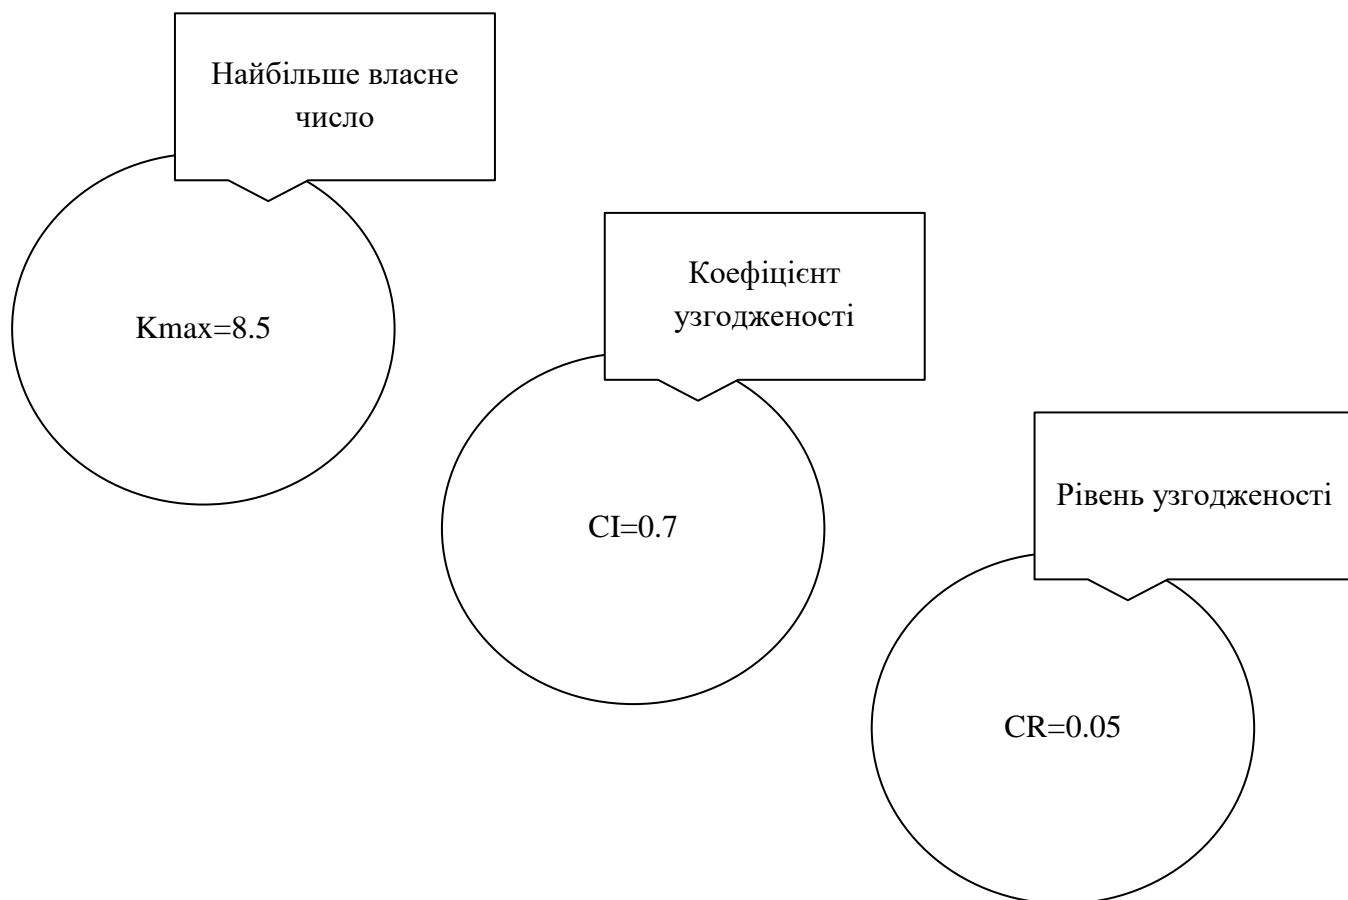 Найбільше власне
число
Kmax=8.5
Коефіцієнт
узгодженості
CI=0.7
Рівень узгодженості
CR=0.05